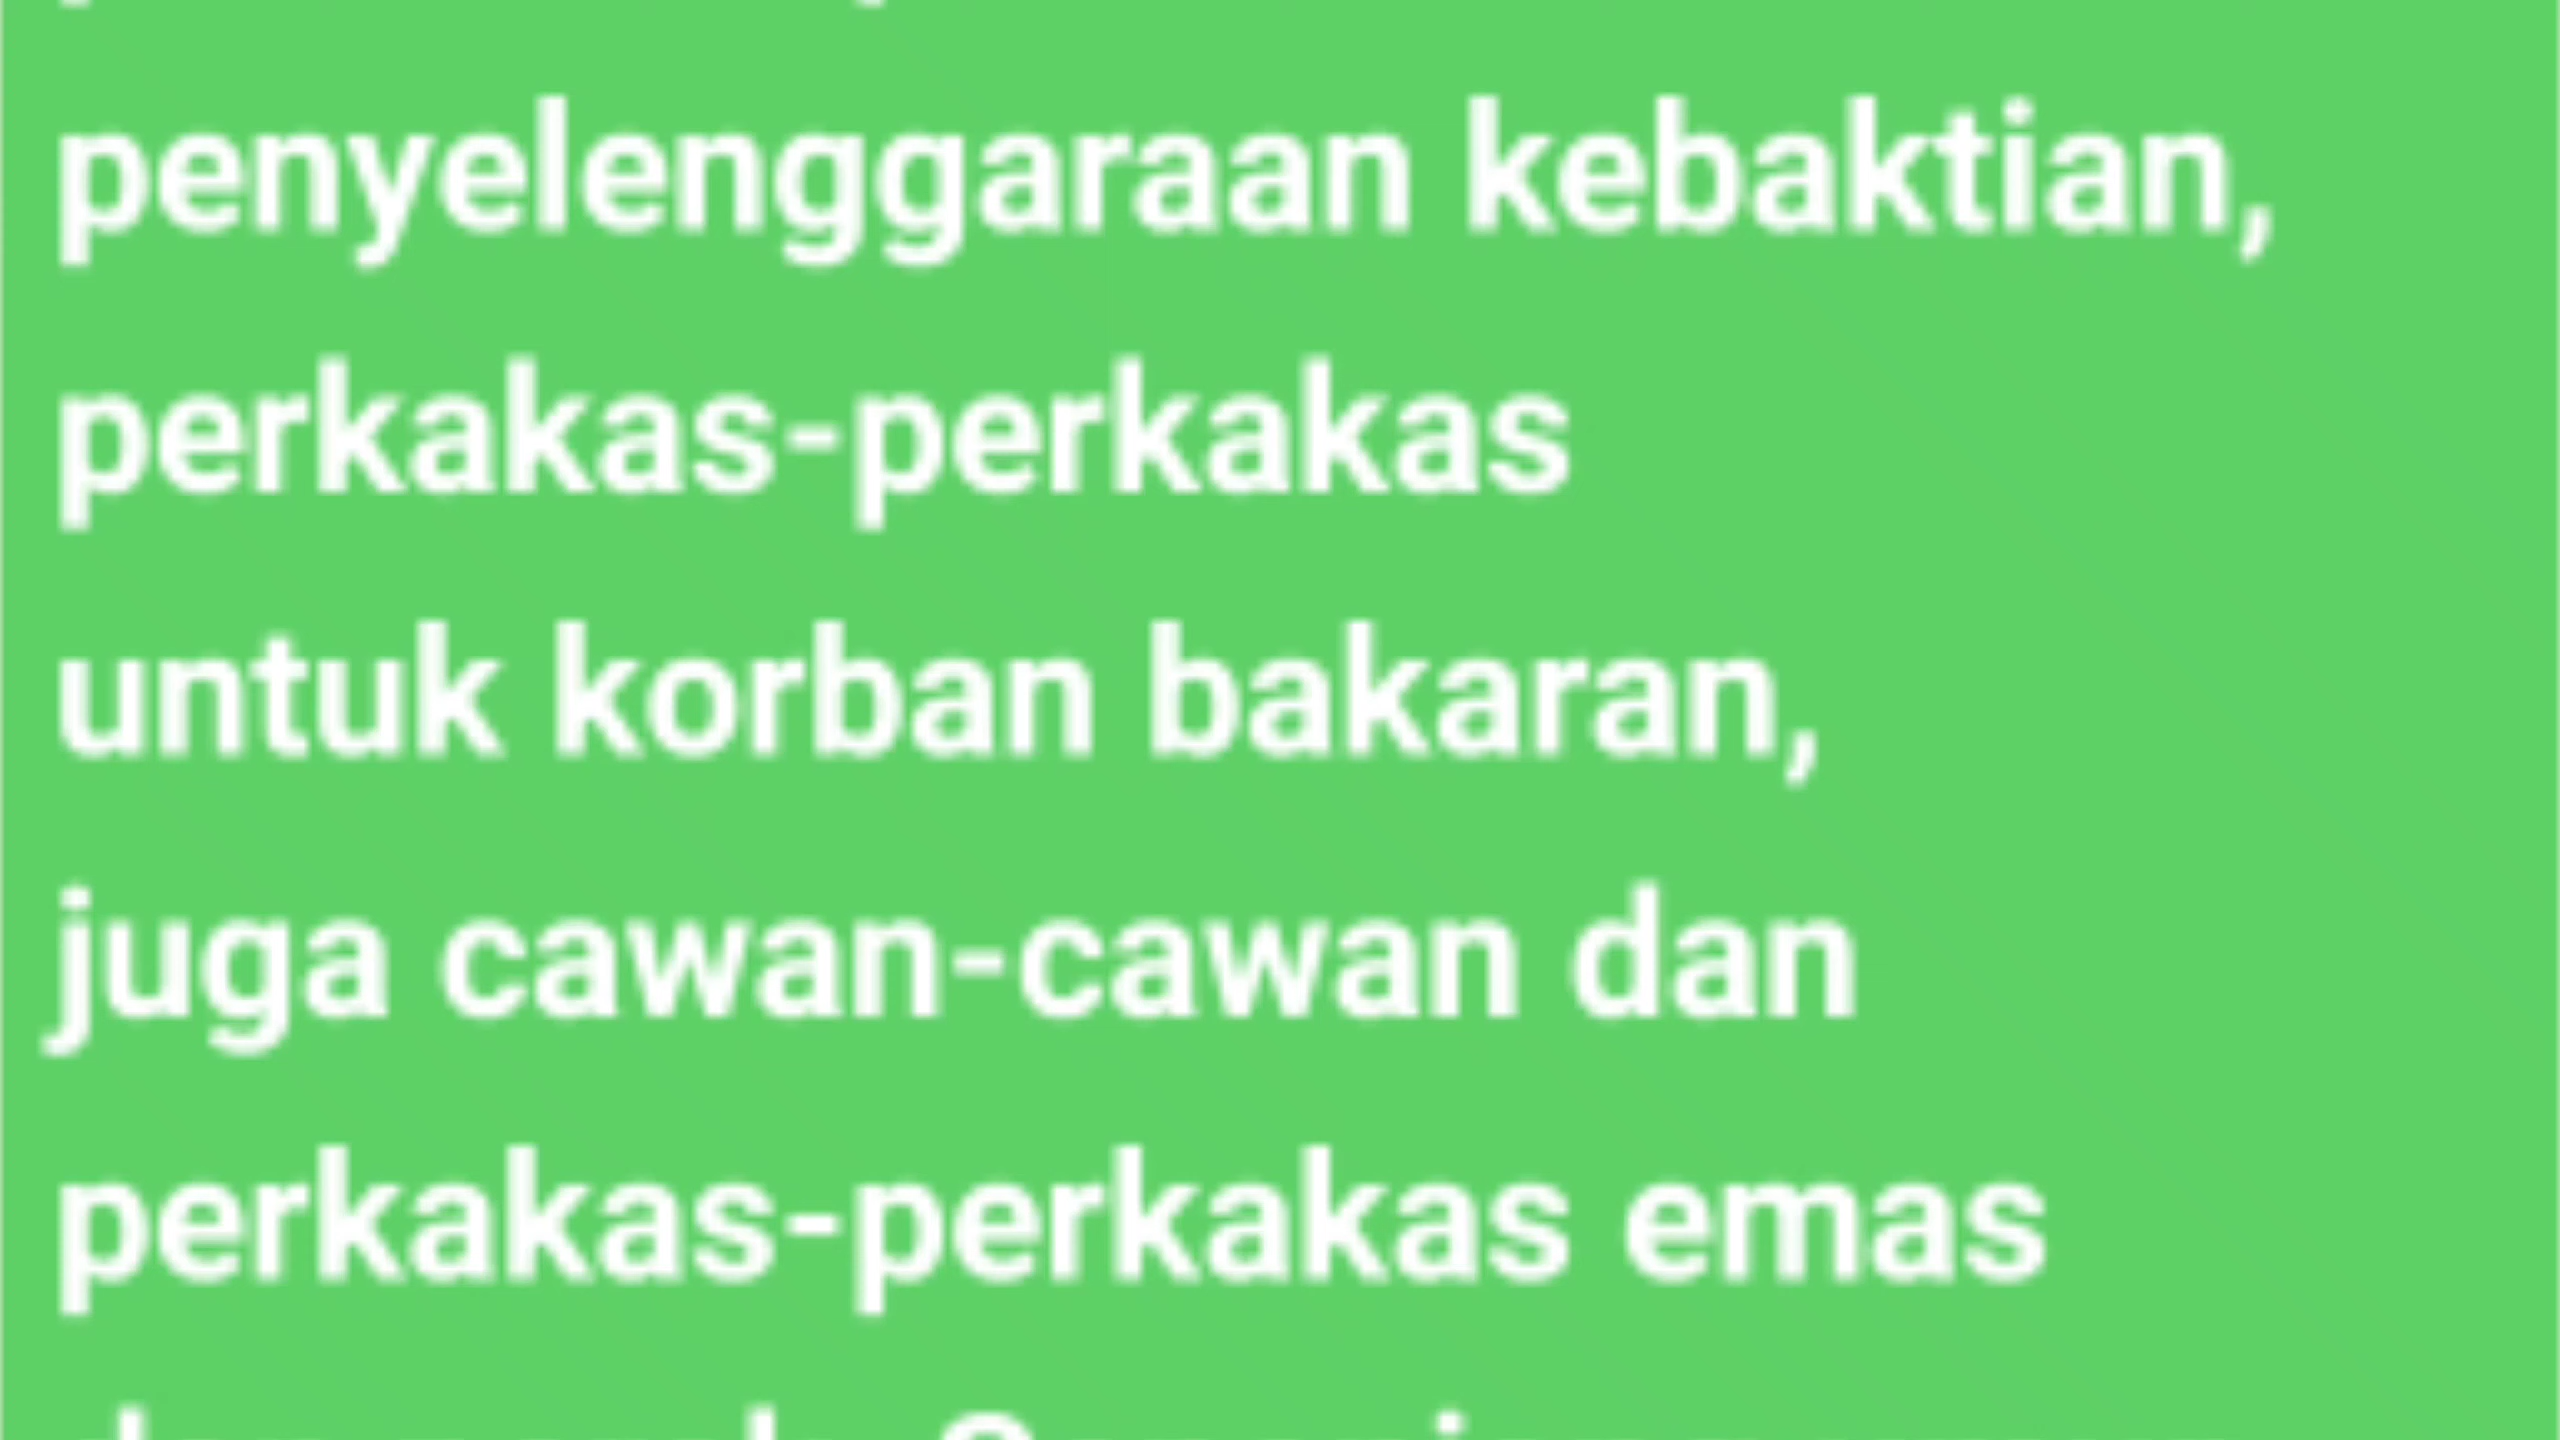 penyelenggaraan kebaktian,
perkakas-perkakas
untuk korban bakaran,
juga cawan-cawan dan
perkakas-perkakas emas